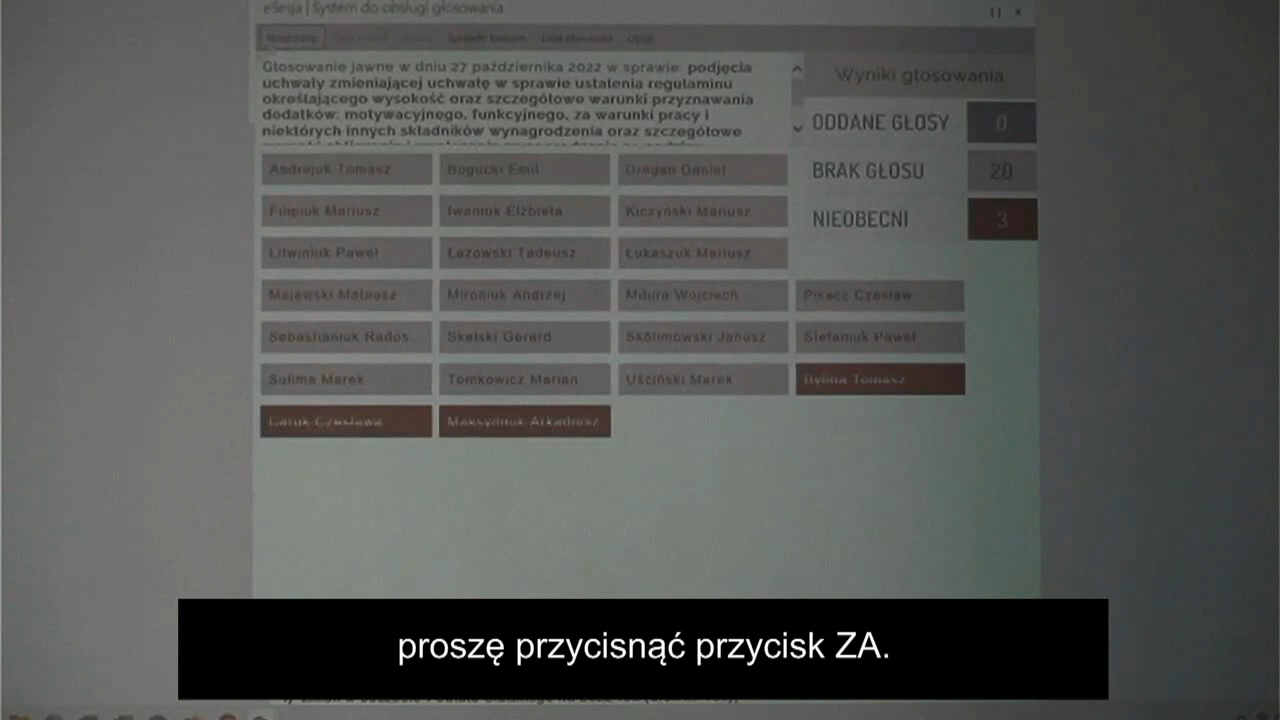 eSesja | System do obsługi głosowania
Głosowanie jawne w dniu 27 października 2022 w sprawie: podjęcia
uchwały zmieniającej uchwałę w sprawie ustalenia regulaminu
określającego wysokość oraz szczegółowe warunki przyznawania
dodatków: motywacyjnego, funkcyjnego, za warunki pracy i
niektórych innych składników wynagrodzenia oraz szczegółowe
Wyniki głosowania
ODDANE GŁOSY 0
BRAK GŁOSU 20
NIEOBECNI 3
Andrejuk Tomasz Bogucki Emil Dragan Daniel
Filipiuk Mariusz Iwaniuk Elżbieta Kiczyński Mariusz
Litwiniuk Paweł Łazowski Tadeusz Łukaszuk Mariusz
Majewski Mateusz Mironiuk Andrzej Mitura Wojciech Pikacz Czesław
Sebastianiuk Rados.. Skalski Gerard Skólimowski Janusz Stefaniuk Paweł
Sulima Marek Tomkowicz Marian Uściński Marek Bylina Tomasz
Caruk Czesława Maksymiuk Arkadiusz
proszę przycisnąć przycisk ZA.